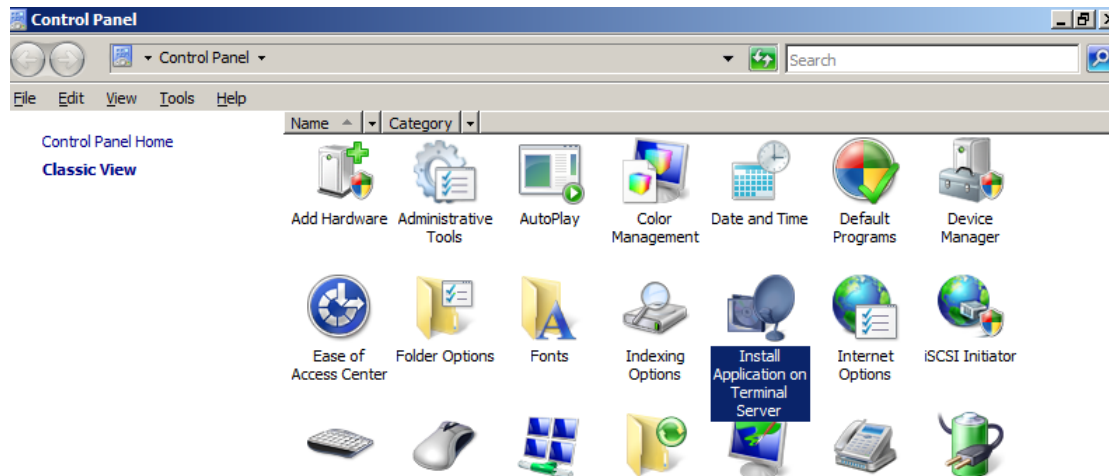 Control Panel
Control Panel
Search
File Edit View Tools Help
Name Category
Control Panel Home
Classic View
Add Hardware
Administrative
Tools
AutoPlay
Color
Management
Date and Time
Default
Programs
Device
Manager
Ease of
Access Center
Folder Options
Fonts
Indexing
Options
Install
Application on
Terminal
Server
Internet
Options
iSCSI Initiator